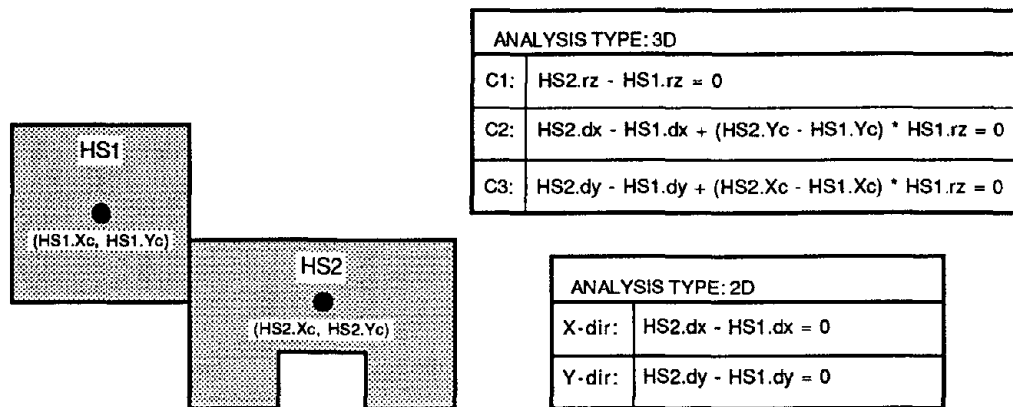 HS1
(HS1.Xc, HS1.Yc)
HS2
(HS2.Xc, HS2.Yc)
ANALYSIS TYPE: 3D
C1: HS2.rz - HS1.rz = 0
C2: HS2.dx - HS1.dx + (HS2.Yc - HS1.Yc) * HS1.rz = 0
C3: HS2.dy - HS1.dy + (HS2.Xc - HS1.Xc) * HS1.rz = 0
ANALYSIS TYPE: 2D
X-dir: HS2.dx - HS1.dx = 0
Y-dir: HS2.dy - HS1.dy = 0